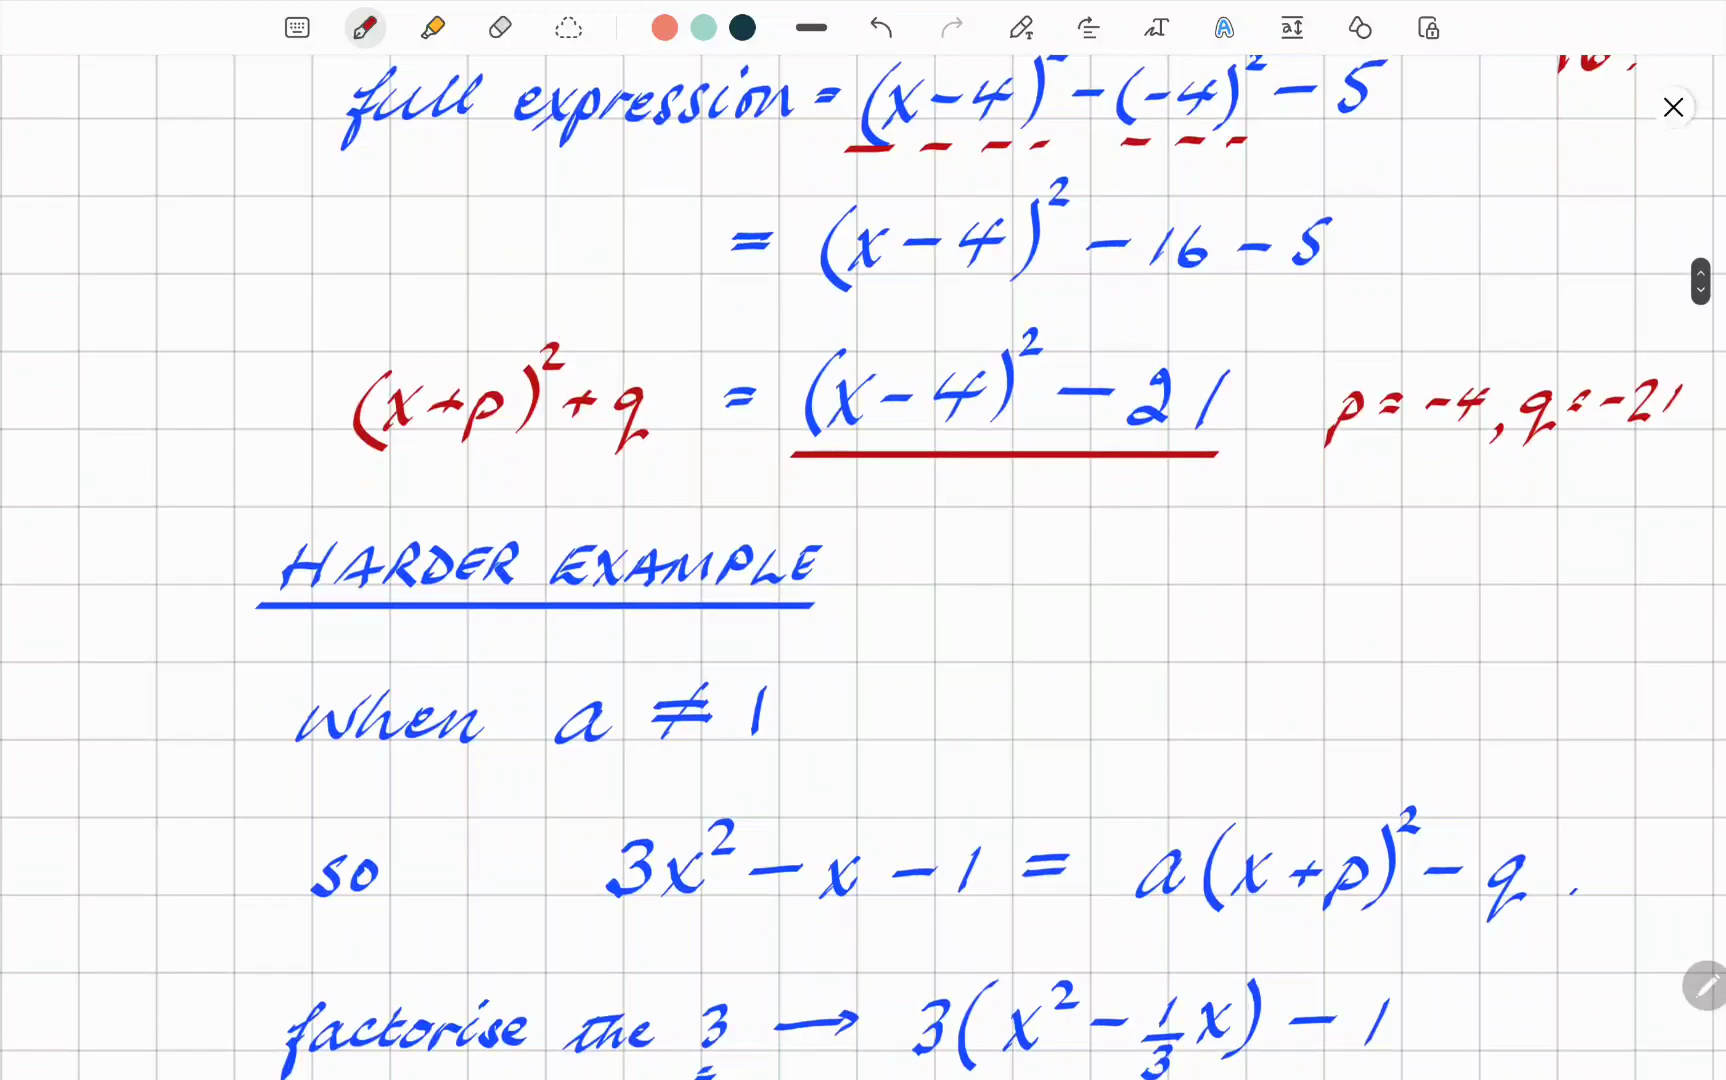 full expression = (x-4)² - (-4)² - 5
= (x-4)² - 16 - 5
(x+p)² + q = (x-4)² - 21 p = -4, q = -21
HARDER EXAMPLE
when a ≠ 1
so 3x² - x - 1 = a(x+p)² - q.
factorise the 3 → 3(x² - 1/3 x) - 1